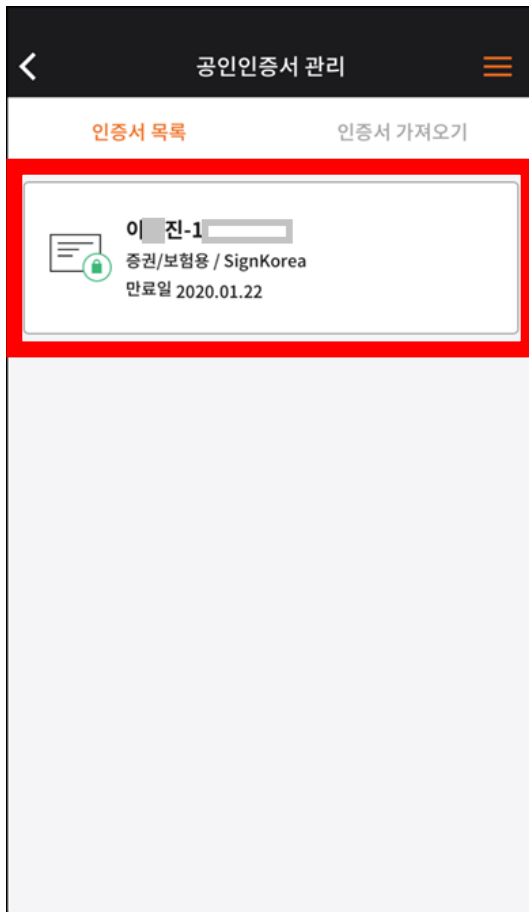 공인인증서 관리
인증서 목록
인증서 가져오기
이 진-1
증권/보험용 / SignKorea
만료일 2020.01.22